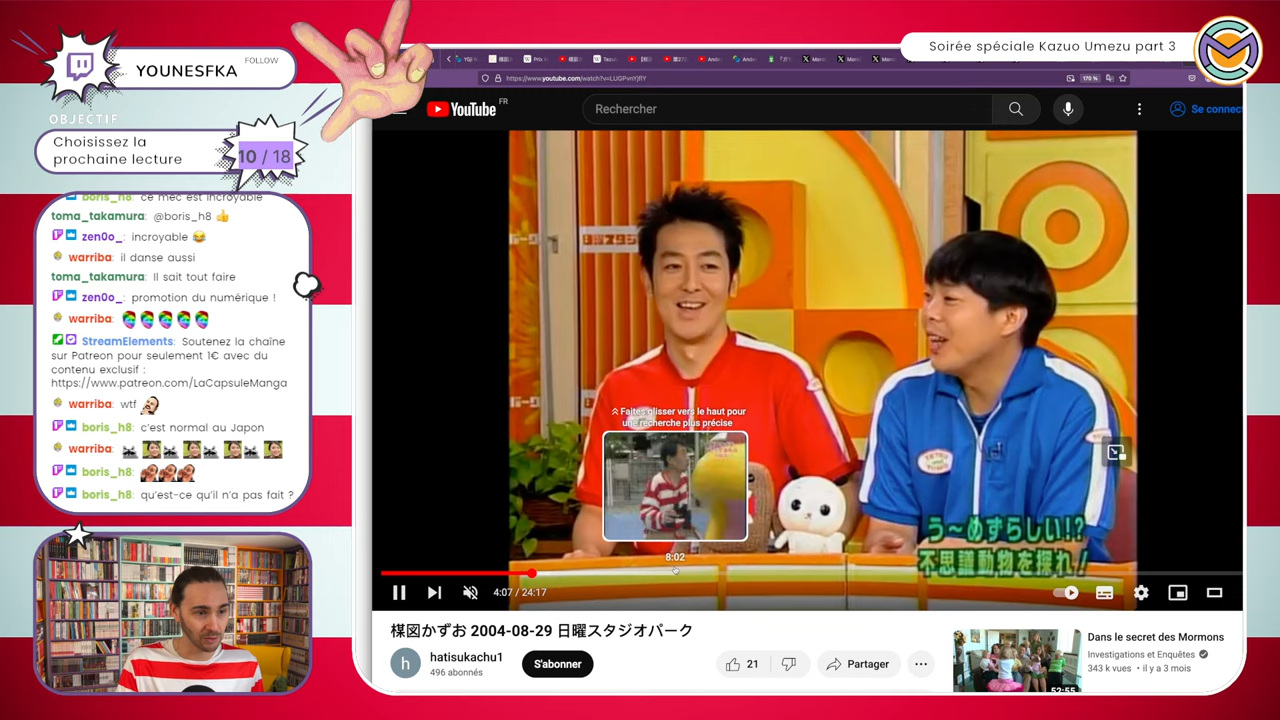 YOUNESFKA
FOLLOW
OBJECTIF
Choisissez la
prochaine lecture
10 / 18
boris_h8: ce mec est incroyable
toma_takamura: @boris_h8 👍
zen0o_: incroyable 😂
warriba: il danse aussi
toma_takamura: Il sait tout faire
zen0o_: promotion du numérique !
warriba:
StreamElements: Soutenez la chaîne
sur Patreon pour seulement 1€ avec du
contenu exclusif :
https://www.patreon.com/LaCapsuleManga
warriba: wtf
boris_h8: c'est normal au Japon
warriba:
boris_h8:
boris_h8: qu'est-ce qu'il n'a pas fait ?
Soirée spéciale Kazuo Umezu part 3
https://www.youtube.com/watch?v=LUGPvnYjflY
170 %
YouTube FR
Rechercher
Se connect
Faites glisser vers le haut pour
une recherche plus précise
8:02
う〜めずらしい!?
不思議動物を探れ!
4:07 / 24:17
楳図かずお 2004-08-29 日曜スタジオパーク
h
hatisukachu1
496 abonnés
S'abonner
21
Partager
Dans le secret des Mormons
Investigations et Enquêtes
343 k vues • il y a 3 mois
52:55